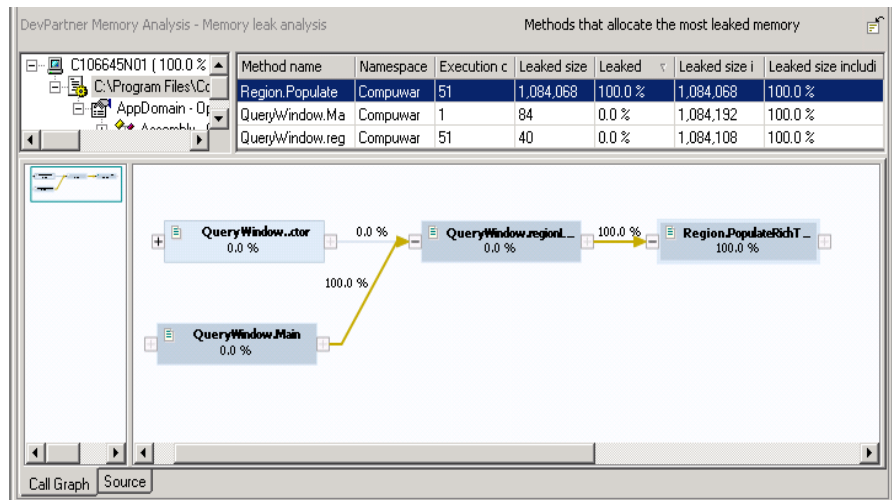 DevPartner Memory Analysis - Memory leak analysis Methods that allocate the most leaked memory
C106645N01 (100.0 %
C:\Program Files\Co
AppDomain - Op
Method name Namespace Execution c Leaked size Leaked Leaked size i Leaked size includi
Region.Populate Compuwar 51 1,084,068 100.0 % 1,084,068 100.0 %
QueryWindow.Ma Compuwar 1 84 0.0 % 1,084,192 100.0 %
QueryWindow.reg Compuwar 51 40 0.0 % 1,084,108 100.0 %
QueryWindow..ctor
0.0 %
0.0 %
QueryWindow.regionL_
0.0 %
100.0 %
Region.PopulateRichT_
100.0 %
100.0 %
QueryWindow.Main
0.0 %
Call Graph Source